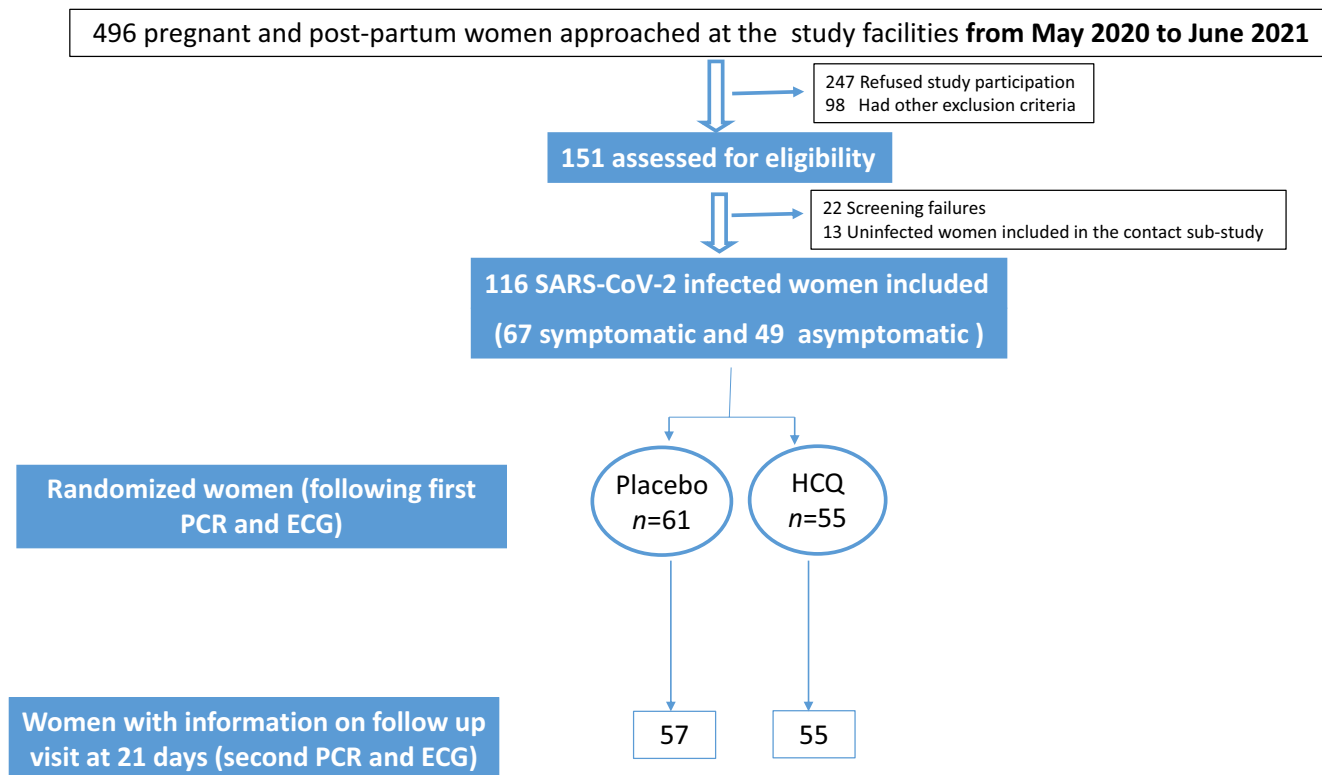 496 pregnant and post-partum women approached at the study facilities from May 2020 to June 2021
247 Refused study participation
98 Had other exclusion criteria
151 assessed for eligibility
22 Screening failures
13 Uninfected women included in the contact sub-study
116 SARS-CoV-2 infected women included
(67 symptomatic and 49 asymptomatic )
Randomized women (following first
PCR and ECG)
Placebo
n=61
HCQ
n=55
Women with information on follow up
visit at 21 days (second PCR and ECG)
57
55